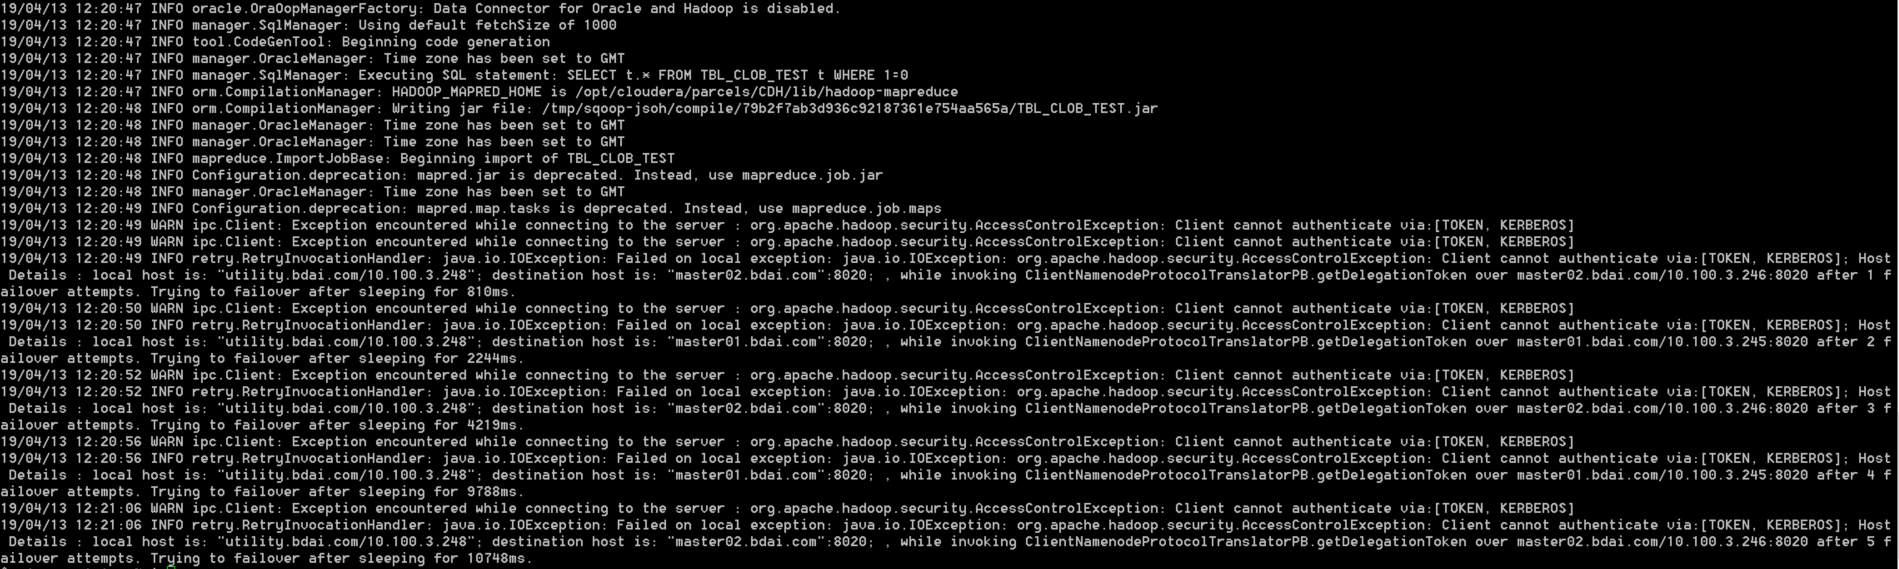 19/04/13 12:20:47 INFO oracle.OraOopManagerFactory: Data Connector for Oracle and Hadoop is disabled.
19/04/13 12:20:47 INFO manager.SqlManager: Using default fetchSize of 1000
19/04/13 12:20:47 INFO tool.CodeGenTool: Beginning code generation
19/04/13 12:20:47 INFO manager.OracleManager: Time zone has been set to GMT
19/04/13 12:20:47 INFO manager.SqlManager: Executing SQL statement: SELECT t.* FROM TBL_CLOB_TEST t WHERE 1=0
19/04/13 12:20:47 INFO orm.CompilationManager: HADOOP_MAPRED_HOME is /opt/cloudera/parcels/CDH/lib/hadoop-mapreduce
19/04/13 12:20:48 INFO orm.CompilationManager: Writing jar file: /tmp/sqoop-jsoh/compile/79b2f7ab3d936c92187361e754aa565a/TBL_CLOB_TEST.jar
19/04/13 12:20:48 INFO manager.OracleManager: Time zone has been set to GMT
19/04/13 12:20:48 INFO manager.OracleManager: Time zone has been set to GMT
19/04/13 12:20:48 INFO mapreduce.ImportJobBase: Beginning import of TBL_CLOB_TEST
19/04/13 12:20:48 INFO Configuration.deprecation: mapred.jar is deprecated. Instead, use mapreduce.job.jar
19/04/13 12:20:48 INFO manager.OracleManager: Time zone has been set to GMT
19/04/13 12:20:49 INFO Configuration.deprecation: mapred.map.tasks is deprecated. Instead, use mapreduce.job.maps
19/04/13 12:20:49 WARN ipc.Client: Exception encountered while connecting to the server : org.apache.hadoop.security.AccessControlException: Client cannot authenticate via:[TOKEN, KERBEROS]
19/04/13 12:20:49 WARN ipc.Client: Exception encountered while connecting to the server : org.apache.hadoop.security.AccessControlException: Client cannot authenticate via:[TOKEN, KERBEROS]
19/04/13 12:20:49 INFO retry.RetryInvocationHandler: java.io.IOException: Failed on local exception: java.io.IOException: org.apache.hadoop.security.AccessControlException: Client cannot authenticate via:[TOKEN, KERBEROS]; Host
 Details : local host is: "utility.bdai.com/10.100.3.248"; destination host is: "master02.bdai.com":8020; , while invoking ClientNamenodeProtocolTranslatorPB.getDelegationToken over master02.bdai.com/10.100.3.246:8020 after 1 f
ailover attempts. Trying to failover after sleeping for 810ms.
19/04/13 12:20:50 WARN ipc.Client: Exception encountered while connecting to the server : org.apache.hadoop.security.AccessControlException: Client cannot authenticate via:[TOKEN, KERBEROS]
19/04/13 12:20:50 INFO retry.RetryInvocationHandler: java.io.IOException: Failed on local exception: java.io.IOException: org.apache.hadoop.security.AccessControlException: Client cannot authenticate via:[TOKEN, KERBEROS]; Host
 Details : local host is: "utility.bdai.com/10.100.3.248"; destination host is: "master01.bdai.com":8020; , while invoking ClientNamenodeProtocolTranslatorPB.getDelegationToken over master01.bdai.com/10.100.3.245:8020 after 2 f
ailover attempts. Trying to failover after sleeping for 2244ms.
19/04/13 12:20:52 WARN ipc.Client: Exception encountered while connecting to the server : org.apache.hadoop.security.AccessControlException: Client cannot authenticate via:[TOKEN, KERBEROS]
19/04/13 12:20:52 INFO retry.RetryInvocationHandler: java.io.IOException: Failed on local exception: java.io.IOException: org.apache.hadoop.security.AccessControlException: Client cannot authenticate via:[TOKEN, KERBEROS]; Host
 Details : local host is: "utility.bdai.com/10.100.3.248"; destination host is: "master02.bdai.com":8020; , while invoking ClientNamenodeProtocolTranslatorPB.getDelegationToken over master02.bdai.com/10.100.3.246:8020 after 3 f
ailover attempts. Trying to failover after sleeping for 4219ms.
19/04/13 12:20:56 WARN ipc.Client: Exception encountered while connecting to the server : org.apache.hadoop.security.AccessControlException: Client cannot authenticate via:[TOKEN, KERBEROS]
19/04/13 12:20:56 INFO retry.RetryInvocationHandler: java.io.IOException: Failed on local exception: java.io.IOException: org.apache.hadoop.security.AccessControlException: Client cannot authenticate via:[TOKEN, KERBEROS]; Host
 Details : local host is: "utility.bdai.com/10.100.3.248"; destination host is: "master01.bdai.com":8020; , while invoking ClientNamenodeProtocolTranslatorPB.getDelegationToken over master01.bdai.com/10.100.3.245:8020 after 4 f
ailover attempts. Trying to failover after sleeping for 9788ms.
19/04/13 12:21:06 WARN ipc.Client: Exception encountered while connecting to the server : org.apache.hadoop.security.AccessControlException: Client cannot authenticate via:[TOKEN, KERBEROS]
19/04/13 12:21:06 INFO retry.RetryInvocationHandler: java.io.IOException: Failed on local exception: java.io.IOException: org.apache.hadoop.security.AccessControlException: Client cannot authenticate via:[TOKEN, KERBEROS]; Host
 Details : local host is: "utility.bdai.com/10.100.3.248"; destination host is: "master02.bdai.com":8020; , while invoking ClientNamenodeProtocolTranslatorPB.getDelegationToken over master02.bdai.com/10.100.3.246:8020 after 5 f
ailover attempts. Trying to failover after sleeping for 10748ms.